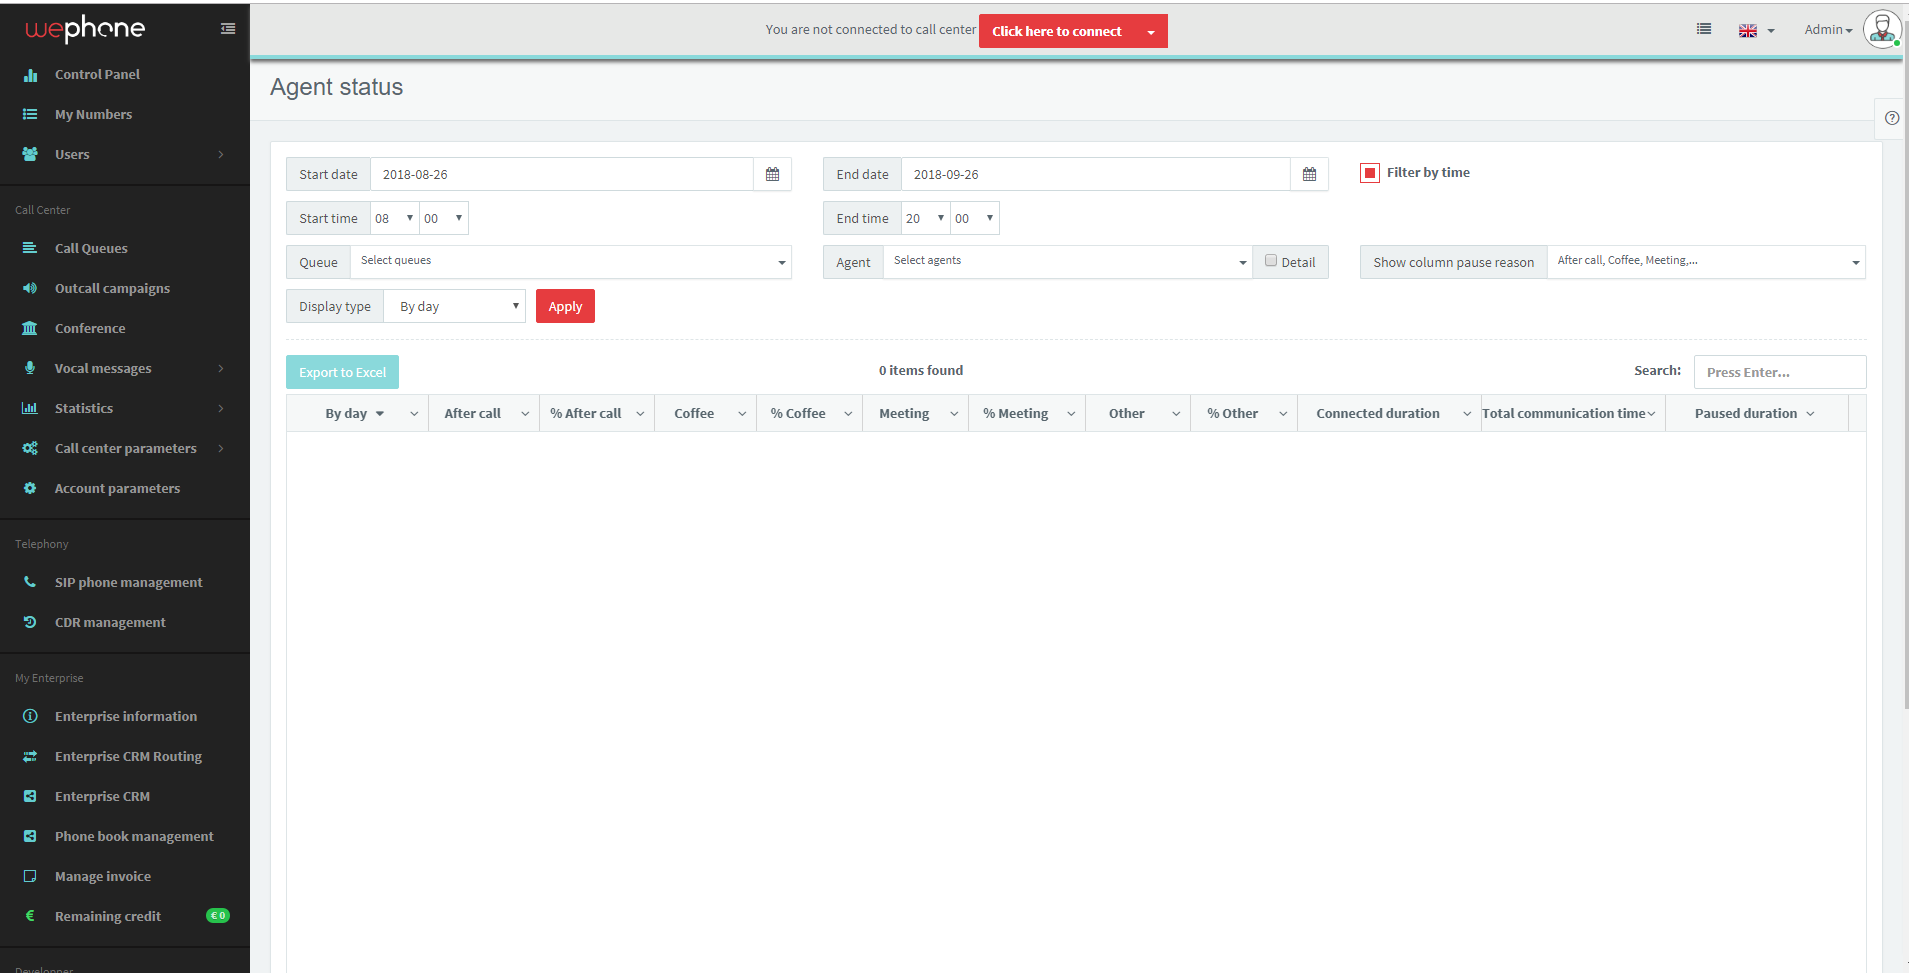 wephone
You are not connected to call center
Click here to connect
Admin
Control Panel
My Numbers
Users
Call Center
Call Queues
Outcall campaigns
Conference
Vocal messages
Statistics
Call center parameters
Account parameters
Telephony
SIP phone management
CDR management
My Enterprise
Enterprise information
Enterprise CRM Routing
Enterprise CRM
Phone book management
Manage invoice
€ Remaining credit € 0
Developper
Agent status
Start date 2018-08-26
End date 2018-09-26
Filter by time
Start time 08 00
End time 20 00
Queue Select queues
Agent Select agents Detail
Show column pause reason After call, Coffee, Meeting,...
Display type By day Apply
Export to Excel
0 items found
Search: Press Enter...
By day After call % After call Coffee % Coffee Meeting % Meeting Other % Other Connected duration Total communication time Paused duration